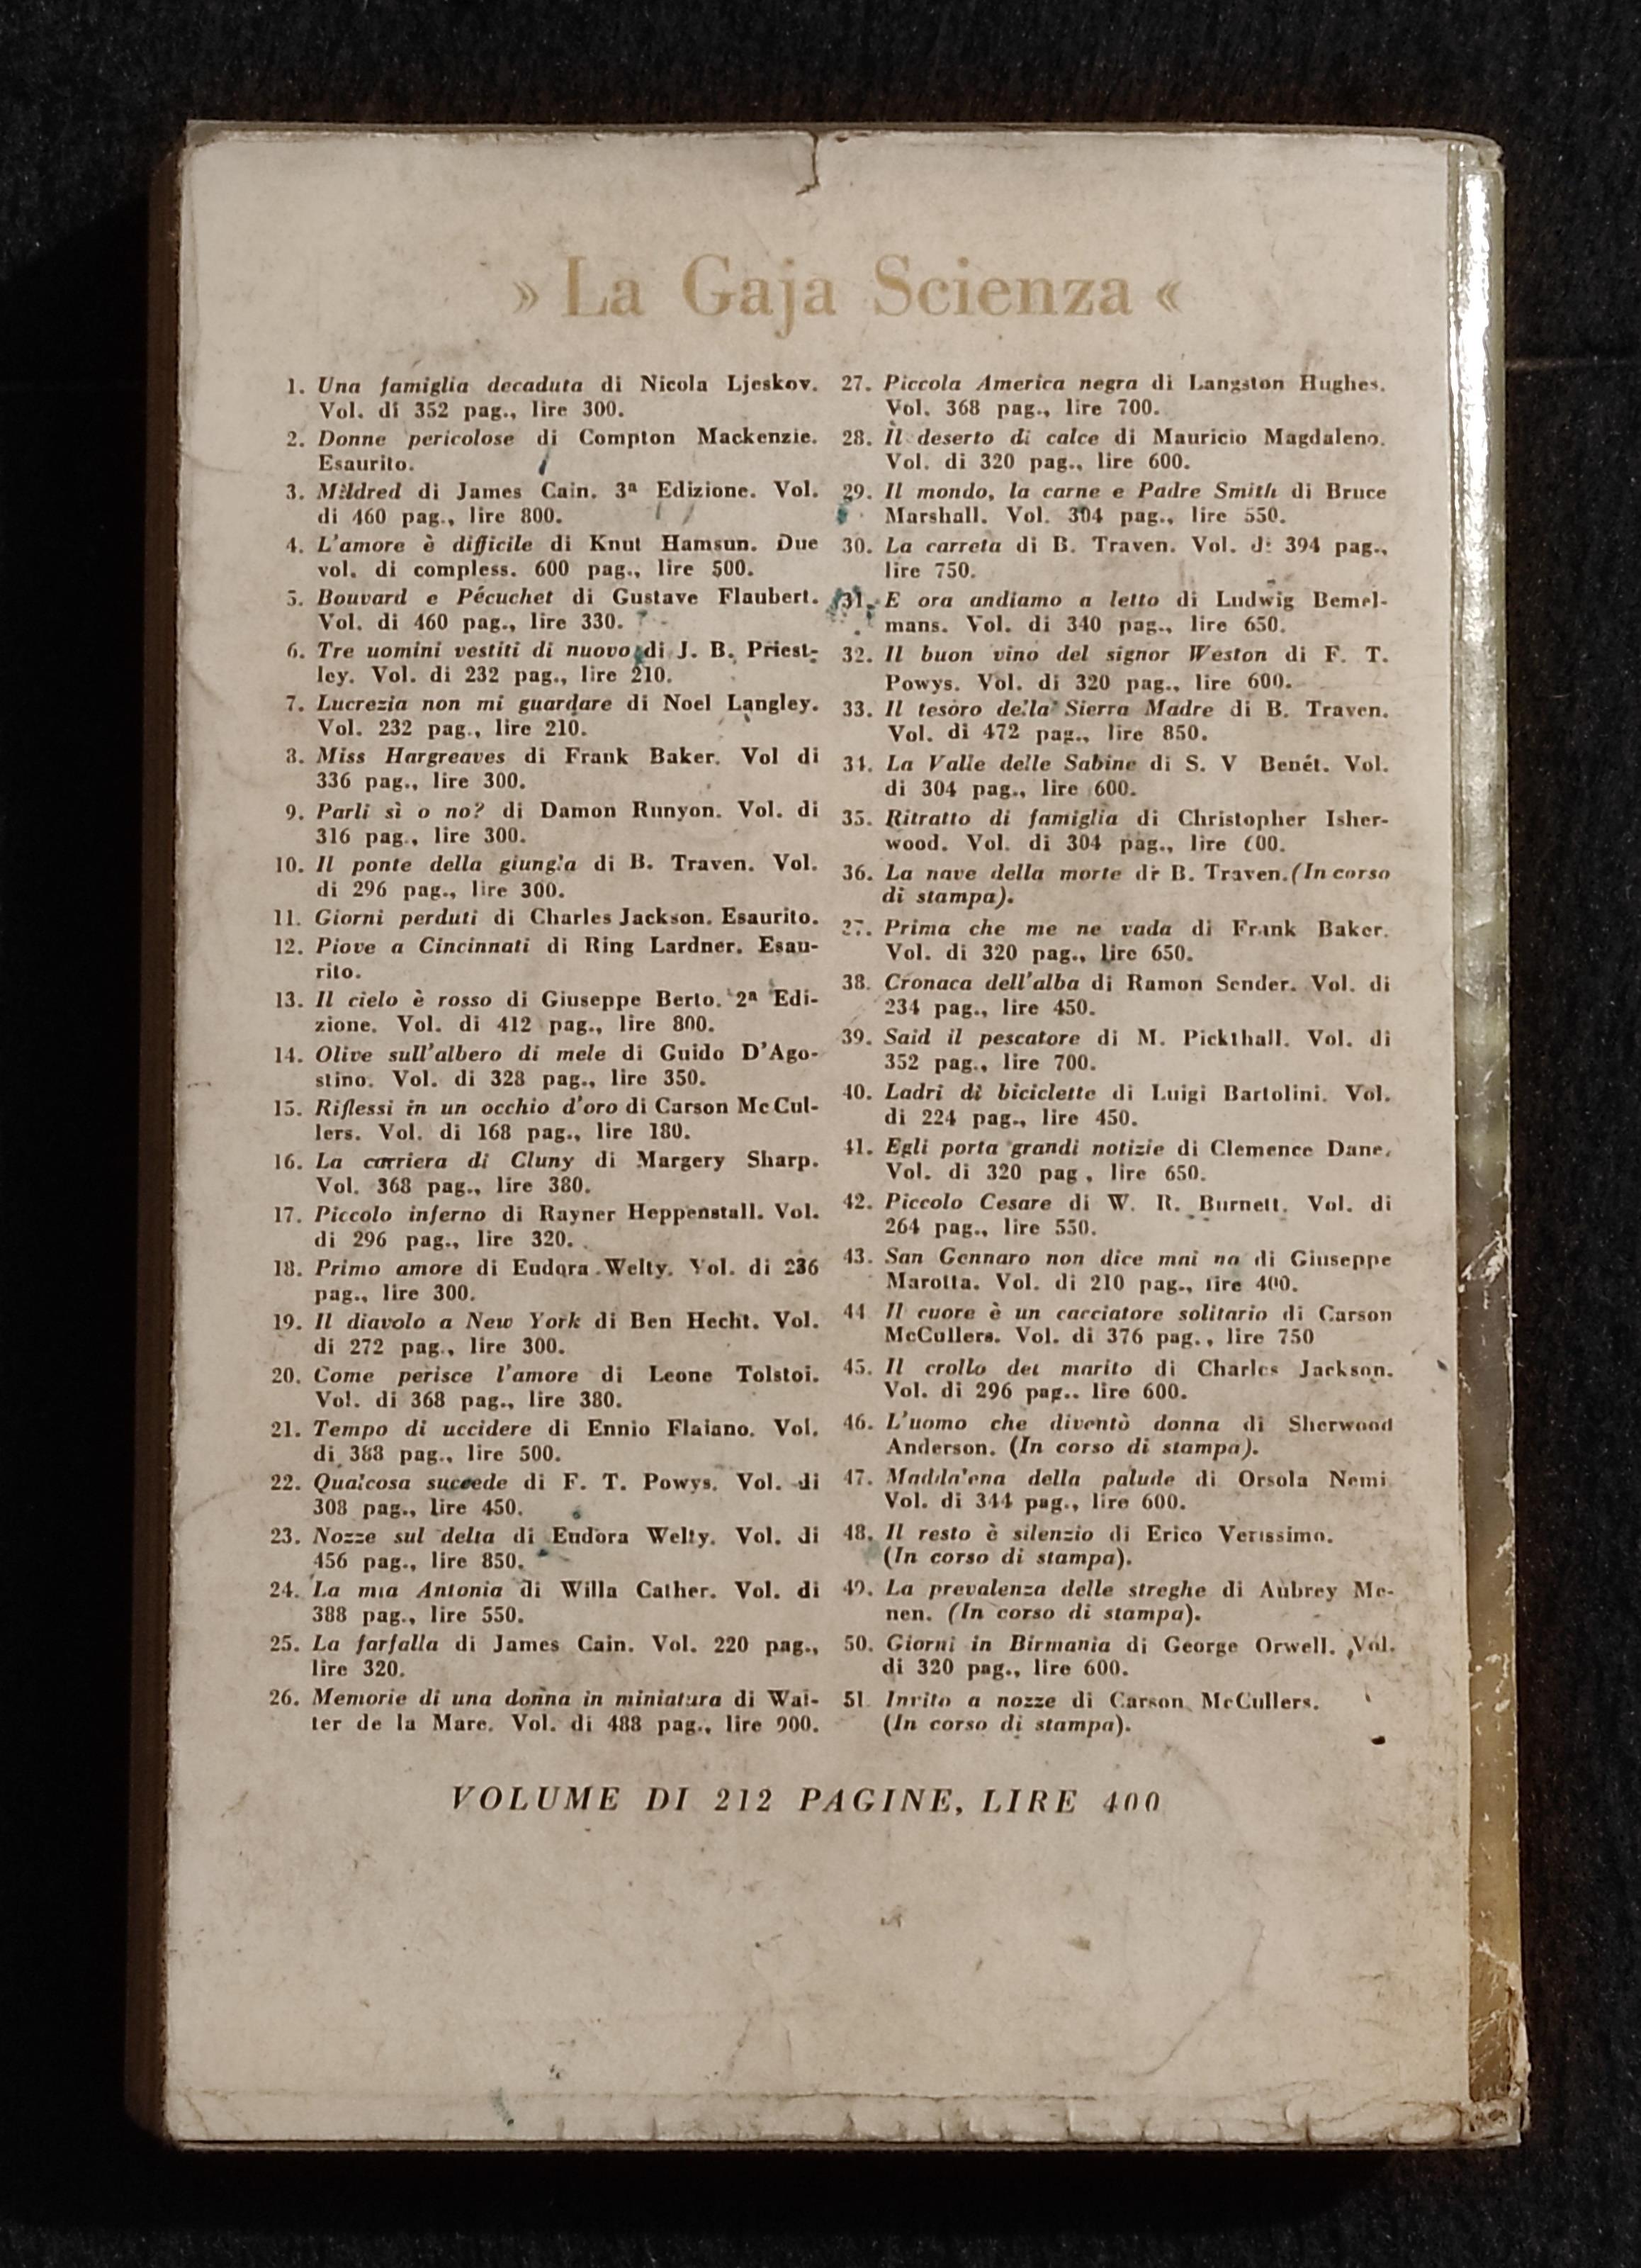 » La Gaja Scienza «
1. Una famiglia decaduta di Nicola Ljeskov.
Vol. di 352 pag., lire 300.
2. Donne pericolose di Compton Mackenzie.
Esaurito.
3. Mildred di James Cain. 3ª Edizione. Vol.
di 460 pag., lire 800.
4. L'amore è difficile di Knut Hamsun. Due
vol. di compless. 600 pag., lire 500.
5. Bouvard e Pécuchet di Gustave Flaubert.
Vol. di 460 pag., lire 330.
6. Tre uomini vestiti di nuovo di J. B. Priest-
ley. Vol. di 232 pag., lire 210.
7. Lucrezia non mi guardare di Noel Langley.
Vol. 232 pag., lire 210.
8. Miss Hargreaves di Frank Baker. Vol di
336 pag., lire 300.
9. Parli sì o no? di Damon Runyon. Vol. di
316 pag., lire 300.
10. Il ponte della giungla di B. Traven. Vol.
di 296 pag., lire 300.
11. Giorni perduti di Charles Jackson. Esaurito.
12. Piove a Cincinnati di Ring Lardner. Esau-
rito.
13. Il cielo è rosso di Giuseppe Berto. 2ª Edi-
zione. Vol. di 412 pag., lire 800.
14. Olive sull'albero di mele di Guido D'Ago-
stino. Vol. di 328 pag., lire 350.
15. Riflessi in un occhio d'oro di Carson McCul-
lers. Vol. di 168 pag., lire 180.
16. La carriera di Cluny di Margery Sharp.
Vol. 368 pag., lire 380.
17. Piccolo inferno di Rayner Heppenstall. Vol.
di 296 pag., lire 320.
18. Primo amore di Eudora Welty. Vol. di 236
pag., lire 300.
19. Il diavolo a New York di Ben Hecht. Vol.
di 272 pag., lire 300.
20. Come perisce l'amore di Leone Tolstoi.
Vol. di 368 pag., lire 380.
21. Tempo di uccidere di Ennio Flaiano. Vol.
di 388 pag., lire 500.
22. Qualcosa succede di F. T. Powys. Vol. di
308 pag., lire 450.
23. Nozze sul delta di Eudora Welty. Vol. di
456 pag., lire 850.
24. La mia Antonia di Willa Cather. Vol. di
388 pag., lire 550.
25. La farfalla di James Cain. Vol. 220 pag.,
lire 320.
26. Memorie di una donna in miniatura di Wal-
ter de la Mare. Vol. di 488 pag., lire 900.
27. Piccola America negra di Langston Hughes.
Vol. 368 pag., lire 700.
28. Il deserto di calce di Mauricio Magdaleno.
Vol. di 320 pag., lire 600.
29. Il mondo, la carne e Padre Smith di Bruce
Marshall. Vol. 304 pag., lire 550.
30. La carreta di B. Traven. Vol. di 394 pag.,
lire 750.
31. E ora andiamo a letto di Ludwig Bemel-
mans. Vol. di 340 pag., lire 650.
32. Il buon vino del signor Weston di F. T.
Powys. Vol. di 320 pag., lire 600.
33. Il tesoro della Sierra Madre di B. Traven.
Vol. di 472 pag., lire 850.
34. La Valle delle Sabine di S. V Benét. Vol.
di 304 pag., lire 600.
35. Ritratto di famiglia di Christopher Isher-
wood. Vol. di 304 pag., lire 600.
36. La nave della morte di B. Traven. (In corso
di stampa).
27. Prima che me ne vada di Frank Baker.
Vol. di 320 pag., lire 650.
38. Cronaca dell'alba di Ramon Sender. Vol. di
234 pag., lire 450.
39. Said il pescatore di M. Pickthall. Vol. di
352 pag., lire 700.
40. Ladri di biciclette di Luigi Bartolini. Vol.
di 224 pag., lire 450.
41. Egli porta grandi notizie di Clemence Dane.
Vol. di 320 pag, lire 650.
42. Piccolo Cesare di W. R. Burnett. Vol. di
264 pag., lire 550.
43. San Gennaro non dice mai no di Giuseppe
Marotta. Vol. di 210 pag., lire 400.
44 Il cuore è un cacciatore solitario di Carson
McCullers. Vol. di 376 pag., lire 750
45. Il crollo del marito di Charles Jackson.
Vol. di 296 pag.. lire 600.
46. L'uomo che diventò donna di Sherwood
Anderson. (In corso di stampa).
47. Maddalena della palude di Orsola Nemi
Vol. di 344 pag., lire 600.
48. Il resto è silenzio di Erico Verissimo.
(In corso di stampa).
49. La prevalenza delle streghe di Aubrey Me-
nen. (In corso di stampa).
50. Giorni in Birmania di George Orwell. Vol.
di 320 pag., lire 600.
51 Invito a nozze di Carson McCullers.
(In corso di stampa).
VOLUME DI 212 PAGINE, LIRE 400